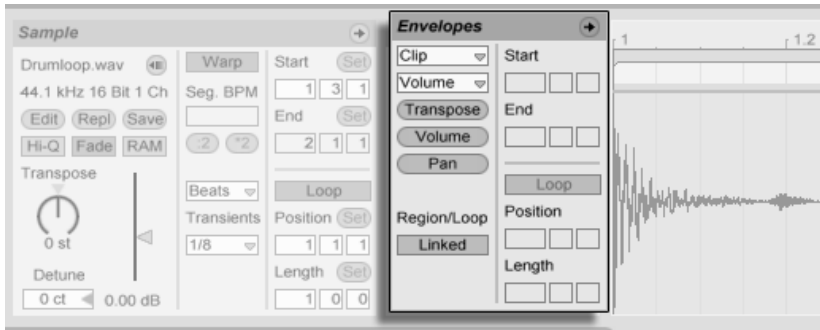 Sample
Drumloop.wav
44.1 kHz 16 Bit 1 Ch
Edit Repl Save
Hi-Q Fade RAM
Transpose
0 st
Detune
0 ct 0.00 dB
Warp
Seg. BPM
:2 *2
Beats
Transients
1/8
Start Set
1 3 1
End Set
2 1 1
Loop
Position Set
1 1 1
Length Set
1 0 0
Envelopes
Clip
Volume
Transpose
Volume
Pan
Region/Loop
Linked
Start
End
Loop
Position
Length
1 1.2